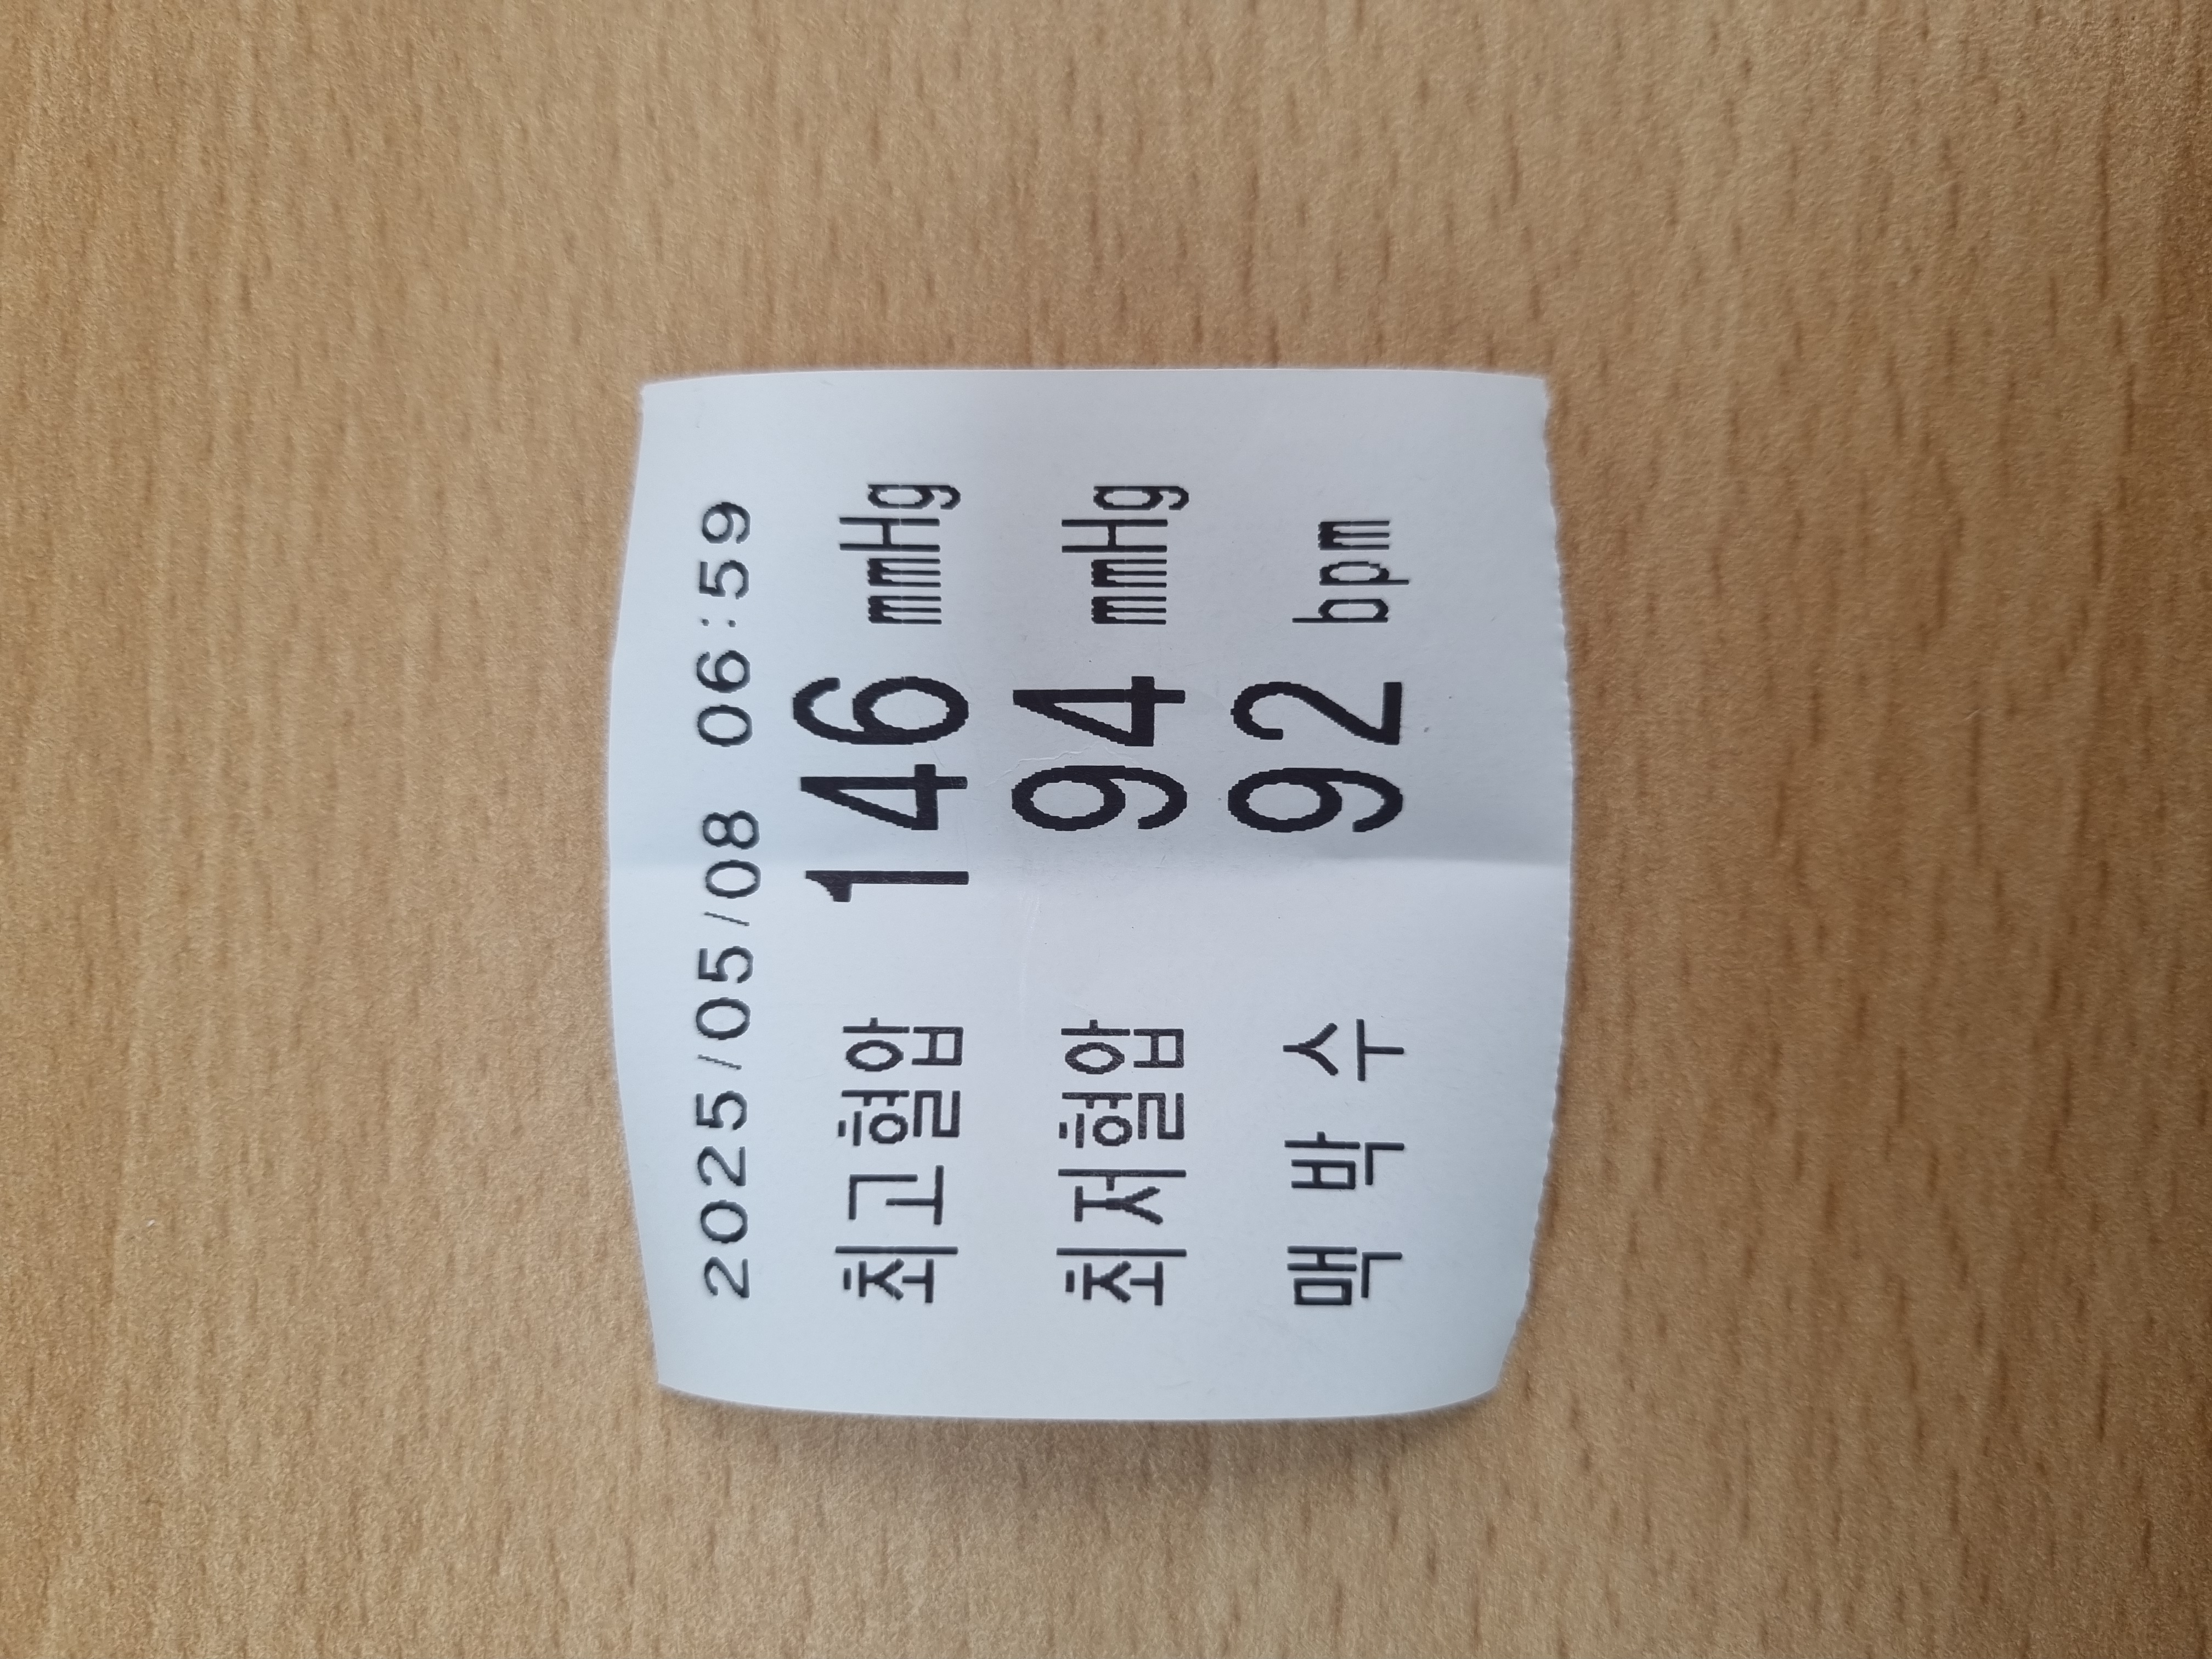 2025/05/08 06:59
최고혈압 146 mmHg
최저혈압 94 mmHg
맥 박 수 92 bpm